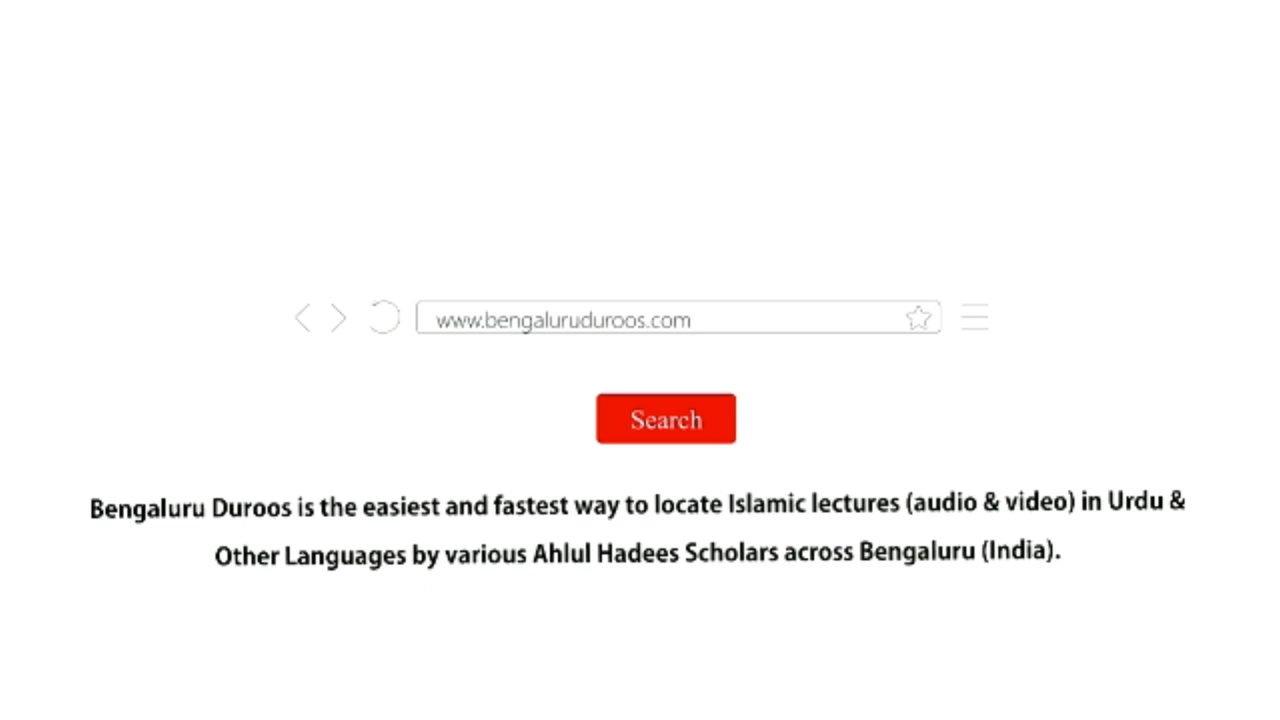 www.bengaluruduroos.com
Search
Bengaluru Duroos is the easiest and fastest way to locate Islamic lectures (audio & video) in Urdu &
Other Languages by various Ahlul Hadees Scholars across Bengaluru (India).